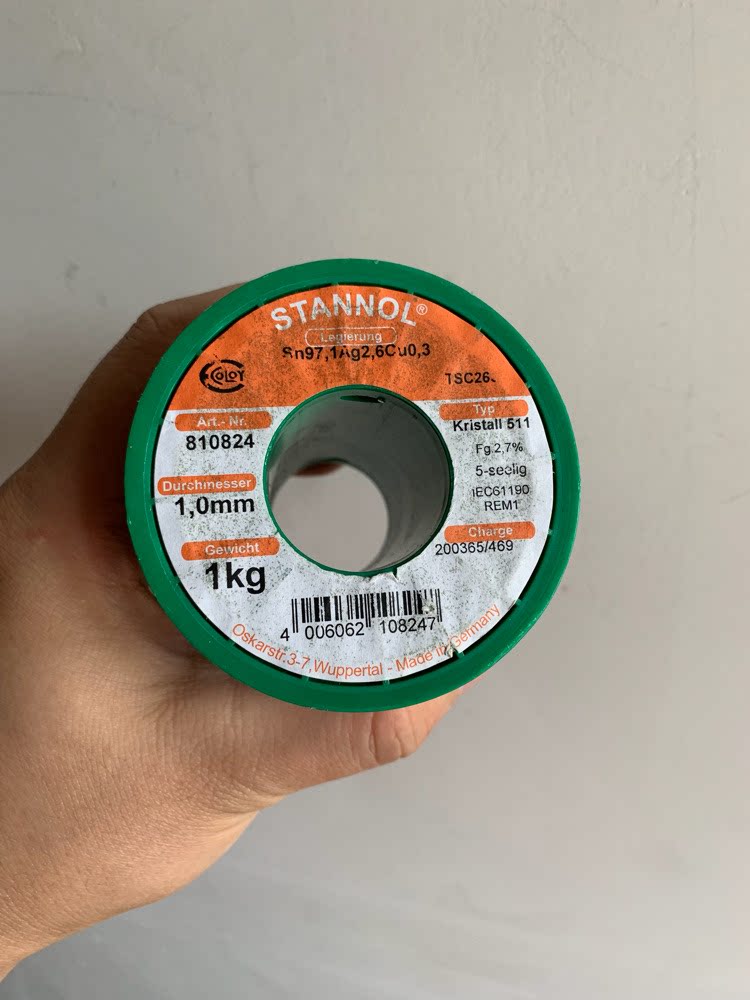 STANNOL®
Legierung
Sn97,1Ag2,6Cu0,3
ECOLOY
Art.- Nr.
810824
Durchmesser
1,0mm
Gewicht
1kg
Typ
Kristall 511
Fg.2,7%
5-seelig
IEC61190
REM1
Charge
200365/469
4 006062 108247
Oskarstr.3-7,Wuppertal - Made in Germany